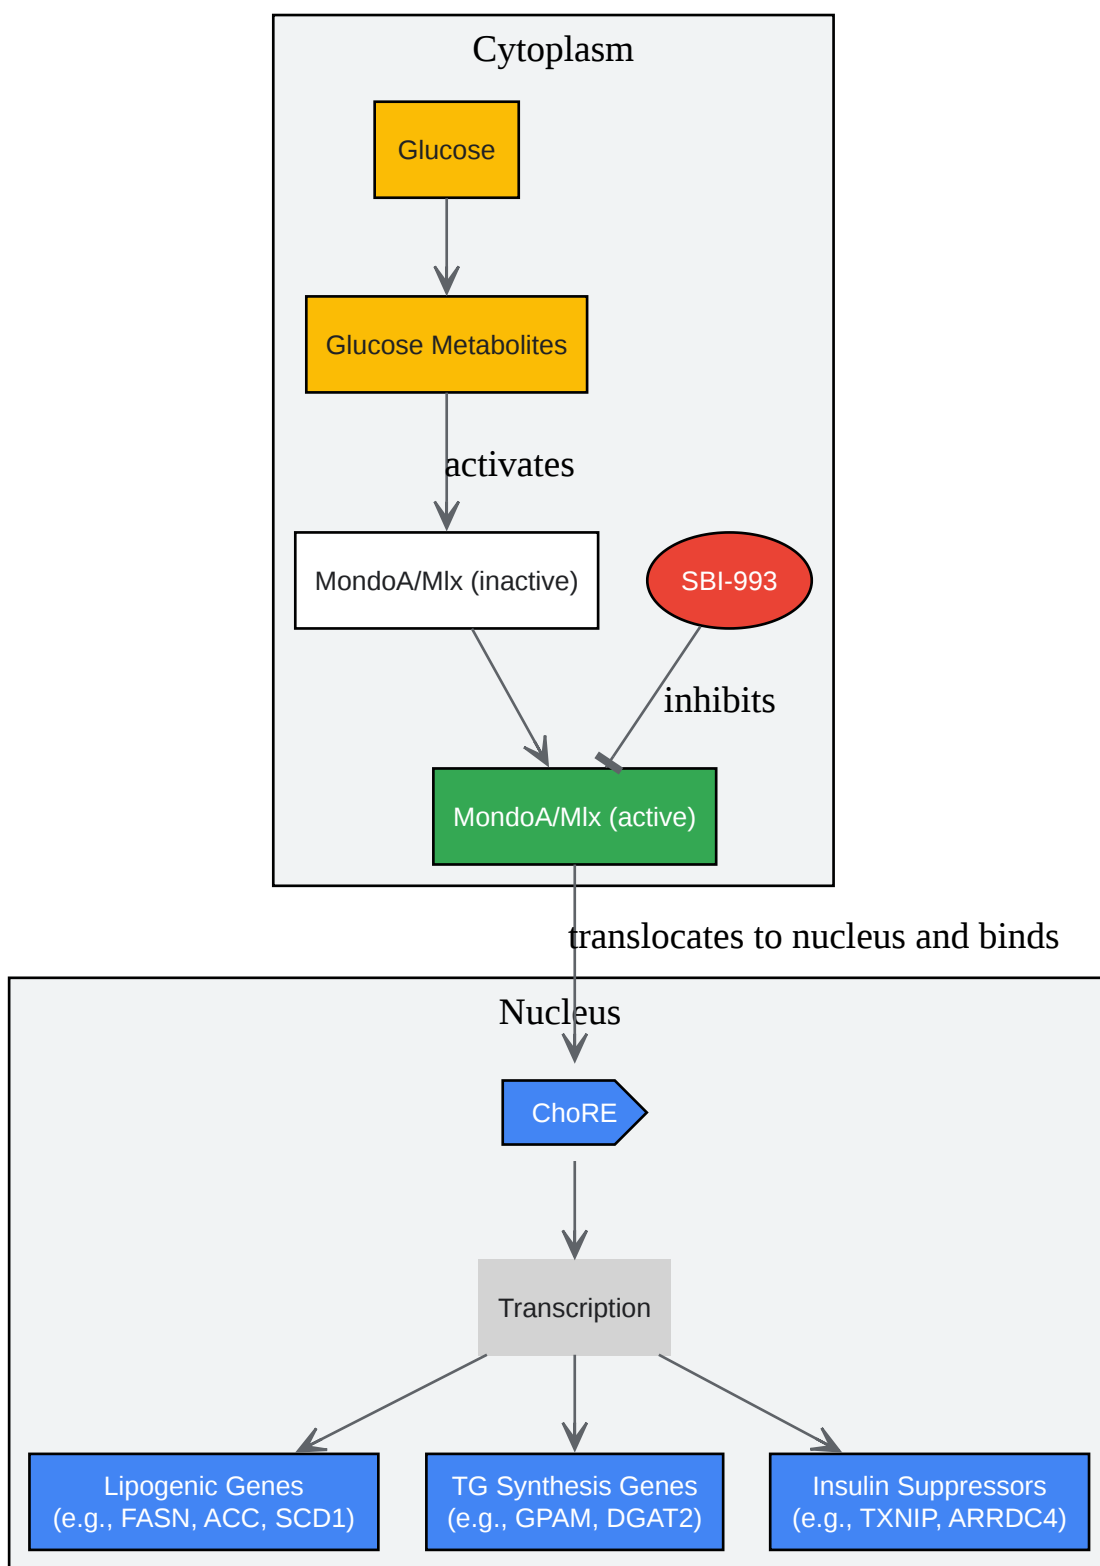 Cytoplasm
Glucose
Glucose Metabolites
activates
MondoA/Mlx (inactive)
SBI-993
inhibits
MondoA/Mlx (active)
translocates to nucleus and binds
Nucleus
ChoRE
Transcription
Lipogenic Genes
(e.g., FASN, ACC, SCD1)
TG Synthesis Genes
(e.g., GPAM, DGAT2)
Insulin Suppressors
(e.g., TXNIP, ARRDC4)